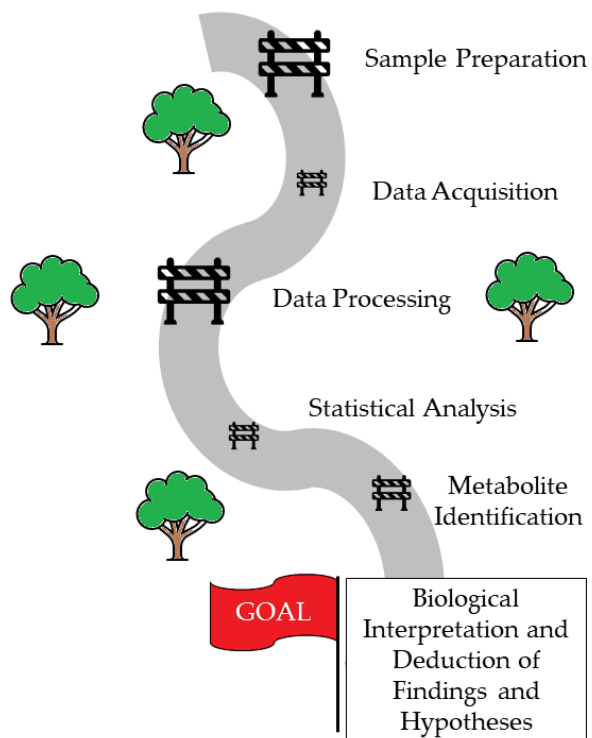 Sample Preparation
Data Acquisition
Data Processing
Statistical Analysis
Metabolite
Identification
GOAL
Biological
Interpretation and
Deduction of
Findings and
Hypotheses